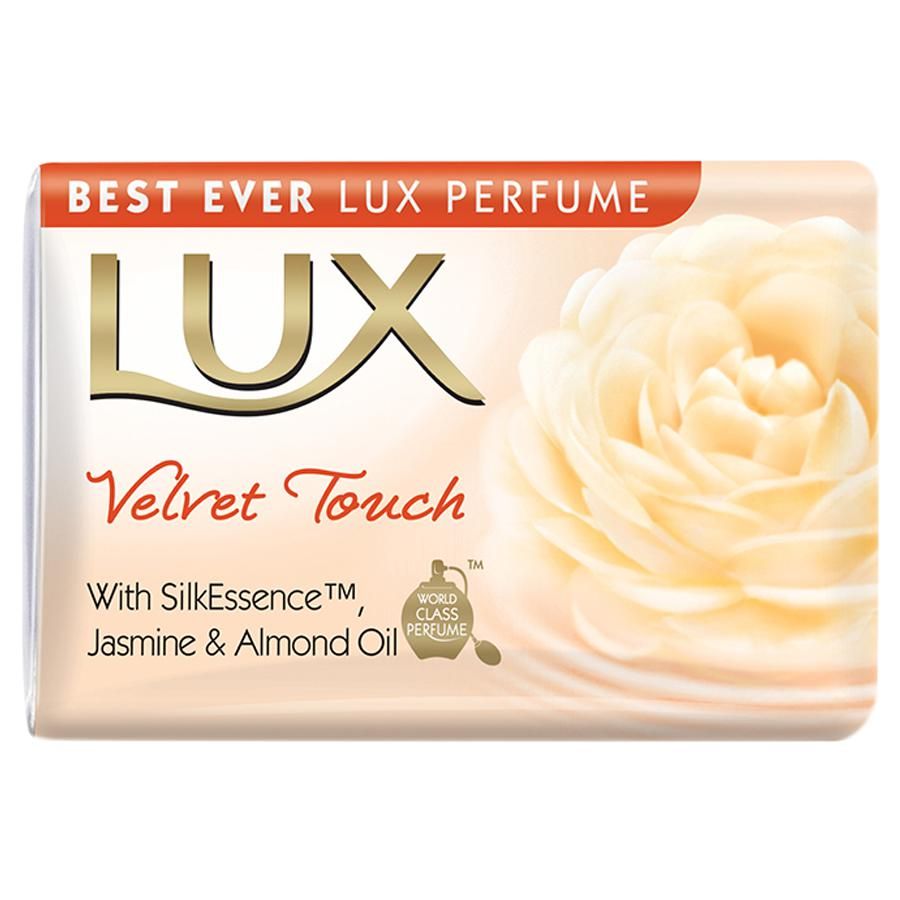 BEST EVER LUX PERFUME
LUX
Velvet Touch
With SilkEssence™,
Jasmine & Almond Oil
WORLD
CLASS
PERFUME
™